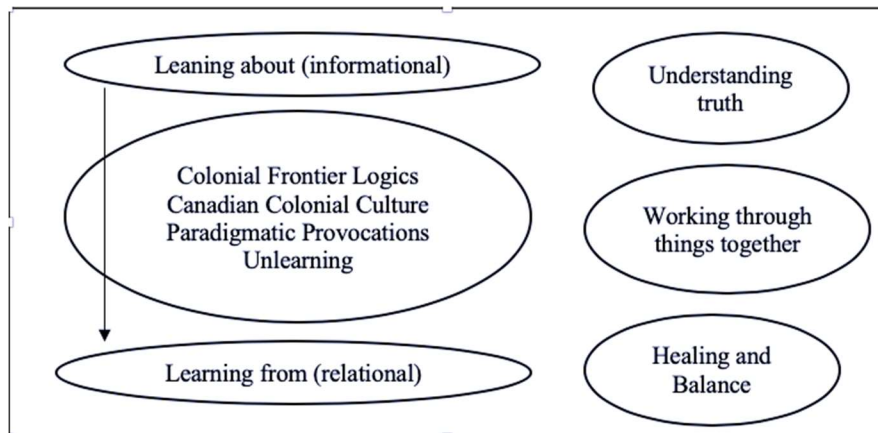 Leaning about (informational)
Colonial Frontier Logics
Canadian Colonial Culture
Paradigmatic Provocations
Unlearning
Learning from (relational)
Understanding
truth
Working through
things together
Healing and
Balance